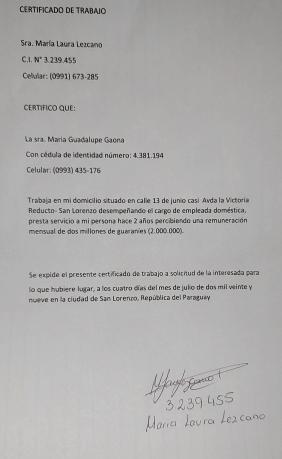 CERTIFICADO DE TRABAJO
Sra. María Laura Lezcano
C.I. N° 3.239.455
Celular: (0991) 673-285
CERTIFICO QUE:
La sra. Maria Guadalupe Gaona
Con cédula de identidad número: 4.381.194
Celular: (0993) 435-176
Trabaja en mi domicilio situado en calle 13 de junio casi Avda la Victoria
Reducto- San Lorenzo desempeñando el cargo de empleada doméstica,
presta servicio a mi persona hace 2 años percibiendo una remuneración
mensual de dos millones de guaraníes (2.000.000).
Se expide el presente certificado de trabajo a solicitud de la interesada para
lo que hubiere lugar, a los cuatro días del mes de julio de dos mil veinte y
nueve en la ciudad de San Lorenzo, República del Paraguay
3239455
Maria Laura Lezcano